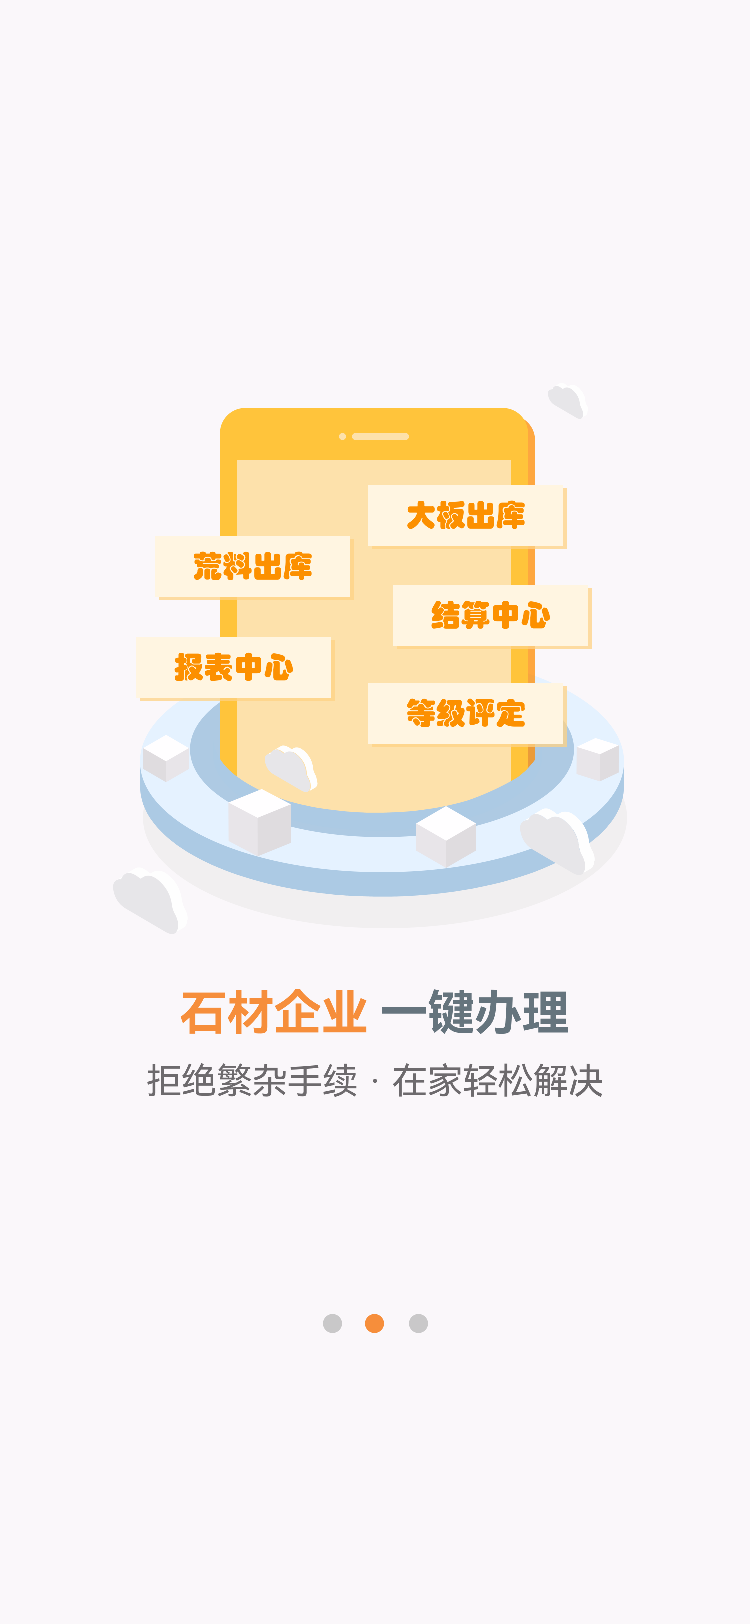 大板出库
荒料出库
结算中心
报表中心
等级评定
石材企业 一键办理
拒绝繁杂手续 · 在家轻松解决